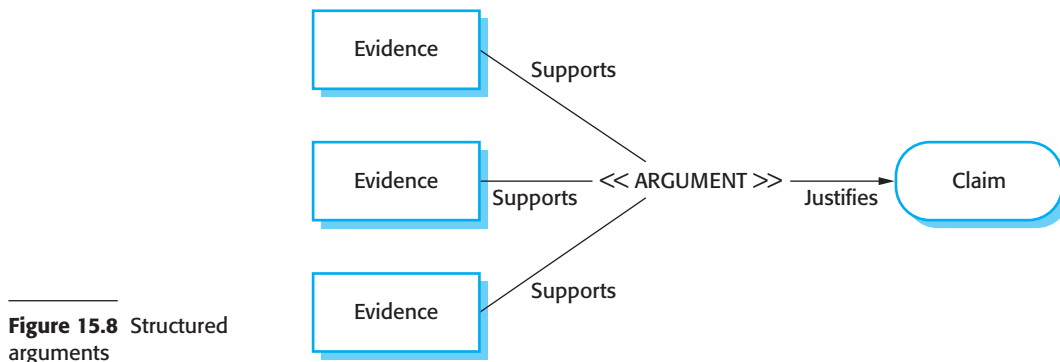 Evidence
Supports
Evidence
Supports
<< ARGUMENT >>
Justifies
Claim
Evidence
Supports
Figure 15.8 Structured
arguments